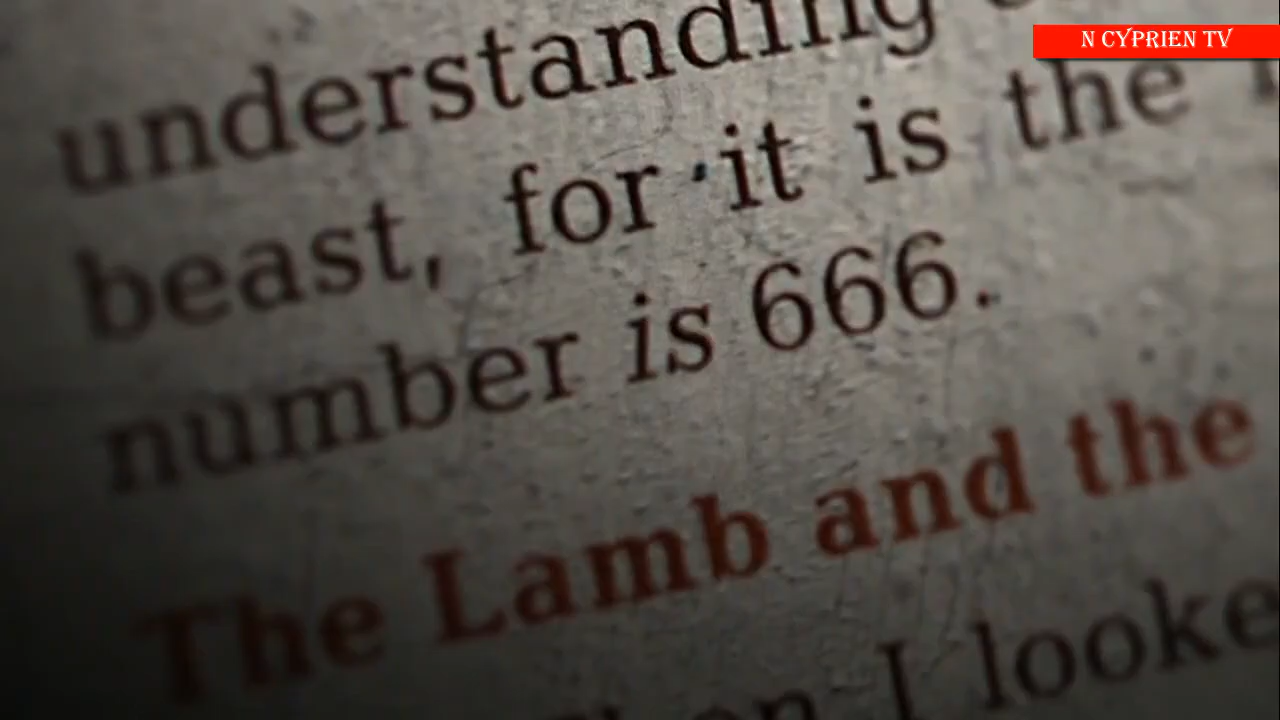 N CYPRIEN TV
understanding
beast, for it is the
number is 666.
The Lamb and the
I looke